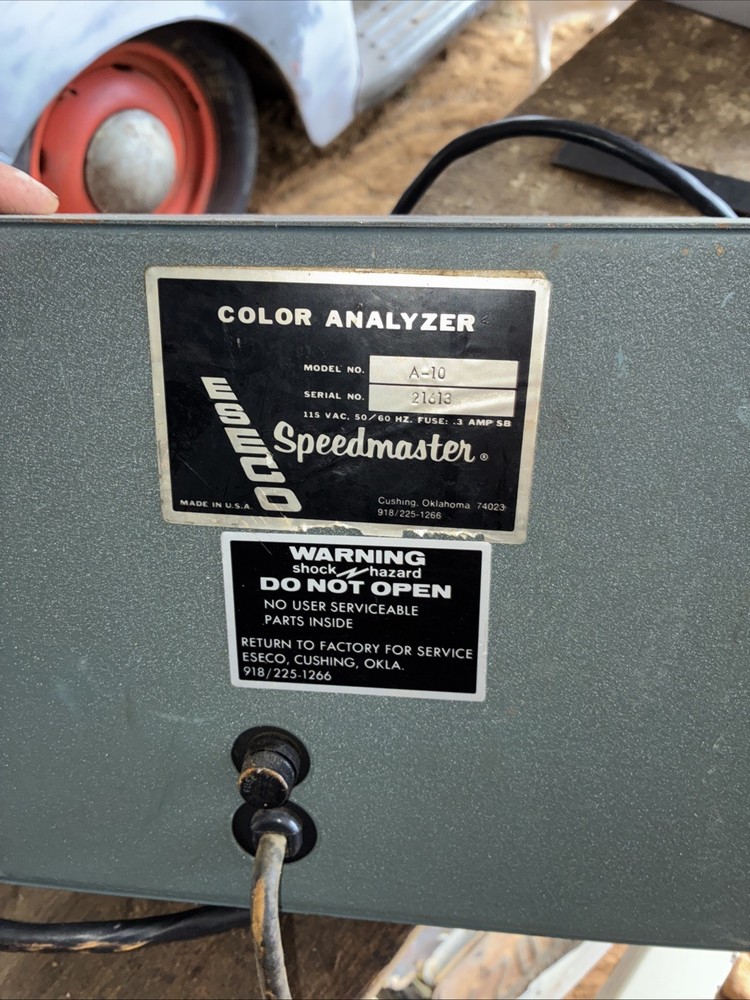 COLOR ANALYZER
MODEL NO. A-10
SERIAL NO. 21613
115 VAC, 50/60 HZ. FUSE: .3 AMP SB
ESECO
Speedmaster ®
MADE IN U.S.A.
Cushing, Oklahoma 74023
918/225-1266
WARNING
shock hazard
DO NOT OPEN
NO USER SERVICEABLE
PARTS INSIDE
RETURN TO FACTORY FOR SERVICE
ESECO, CUSHING, OKLA.
918/225-1266